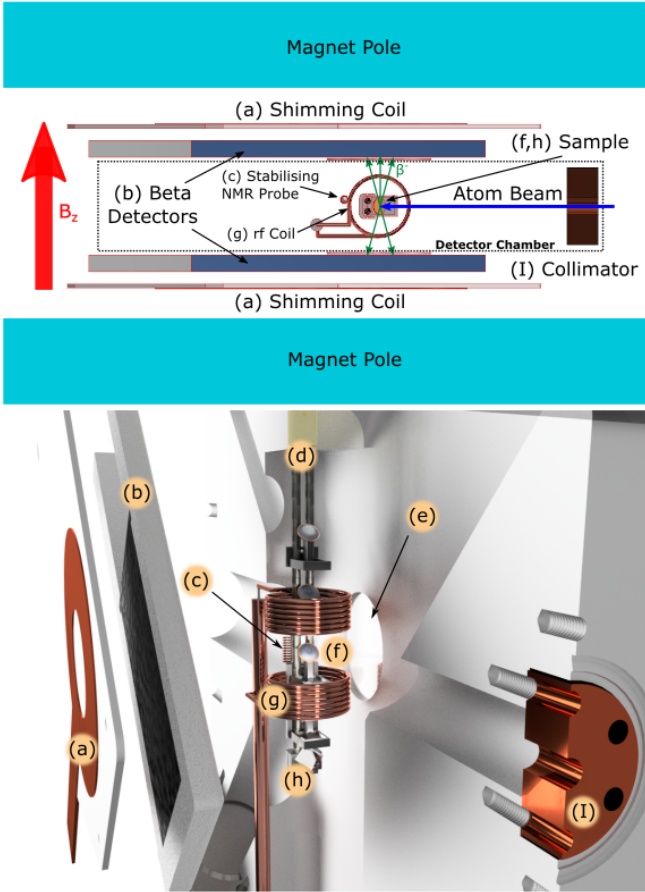 Magnet Pole
(a) Shimming Coil
(f,h) Sample
(c) Stabilising
NMR Probe
β⁻
(b) Beta
Detectors
Atom Beam
B_z
(g) rf Coil
Detector Chamber
(I) Collimator
(a) Shimming Coil
Magnet Pole
(d)
(b)
(e)
(c)
(f)
(g)
(a)
(h)
(I)